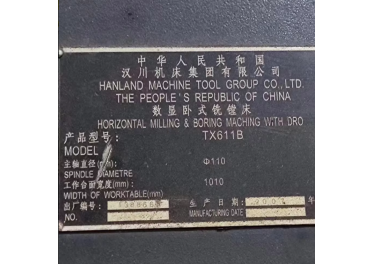 中华人民共和国
汉川机床集团有限公司
HANLAND MACHINE TOOL GROUP CO.,LTD.
THE PEOPLE'S REPUBLIC OF CHINA
数显卧式铣镗床
HORIZONTAL MILLING & BORING MACHING WITH DRO
产品型号: TX611B
MODEL
主轴直径(mm): Φ110
SPINDLE DIAMETRE
工作台面宽度(mm): 1010
WIDTH OF WORKTABLE(mm)
出厂编号: 生产日期: 年
NO. MANUFACTURING DATE